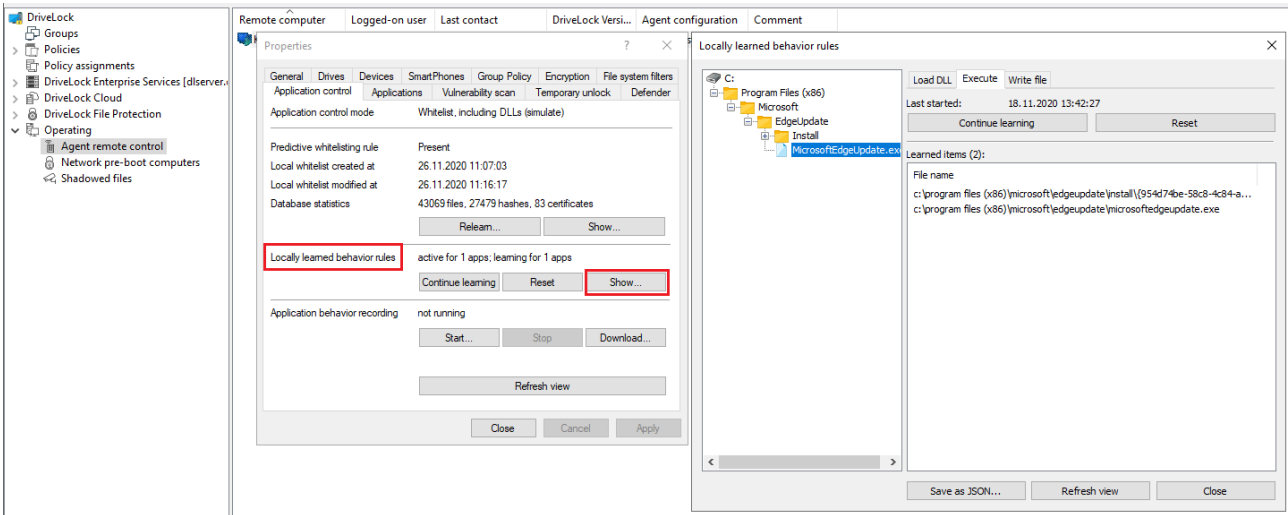 DriveLock
Groups
Policies
Policy assignments
DriveLock Enterprise Services [dlserver.
DriveLock Cloud
DriveLock File Protection
Operating
Agent remote control
Network pre-boot computers
Shadowed files
Remote computer Logged-on user Last contact DriveLock Versi... Agent configuration Comment
Properties ?
General Drives Devices SmartPhones Group Policy Encryption File system filters
Application control Applications Vulnerability scan Temporary unlock Defender
Application control mode Whitelist, including DLLs (simulate)
Predictive whitelisting rule Present
Local whitelist created at 26.11.2020 11:07:03
Local whitelist modified at 26.11.2020 11:16:17
Database statistics 43069 files, 27479 hashes, 83 certificates
Relearn... Show...
Locally learned behavior rules active for 1 apps; learning for 1 apps
Continue learning Reset Show...
Application behavior recording not running
Start... Stop Download...
Refresh view
Close Cancel Apply
Locally learned behavior rules
C:
Program Files (x86)
Microsoft
EdgeUpdate
Install
MicrosoftEdgeUpdate.ex
Load DLL Execute Write file
Last started: 18.11.2020 13:42:27
Continue learning Reset
Learned items (2):
File name
c:\program files (x86)\microsoft\edgeupdate\install\{954d74be-58c8-4c84-a...
c:\program files (x86)\microsoft\edgeupdate\microsoftedgeupdate.exe
Save as JSON... Refresh view Close